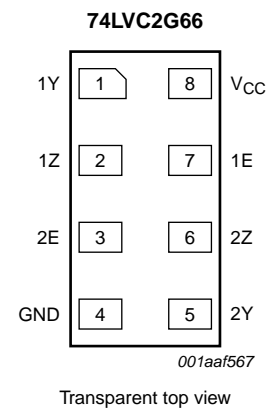 74LVC2G66
1Y 1 8 VCC
1Z 2 7 1E
2E 3 6 2Z
GND 4 5 2Y
001aaf567
Transparent top view